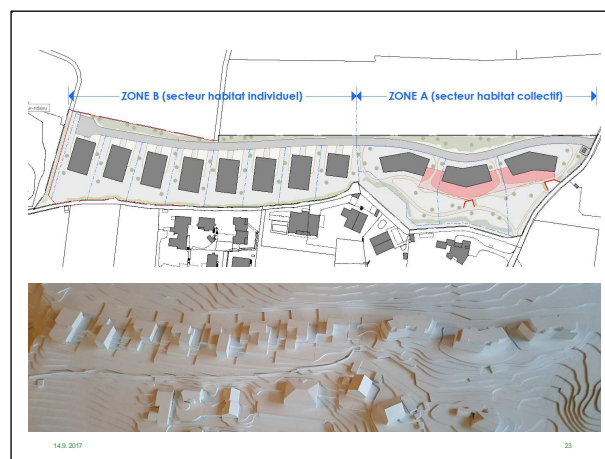 ZONE B (secteur habitat individuel)
ZONE A (secteur habitat collectif)
14.9. 2017
23